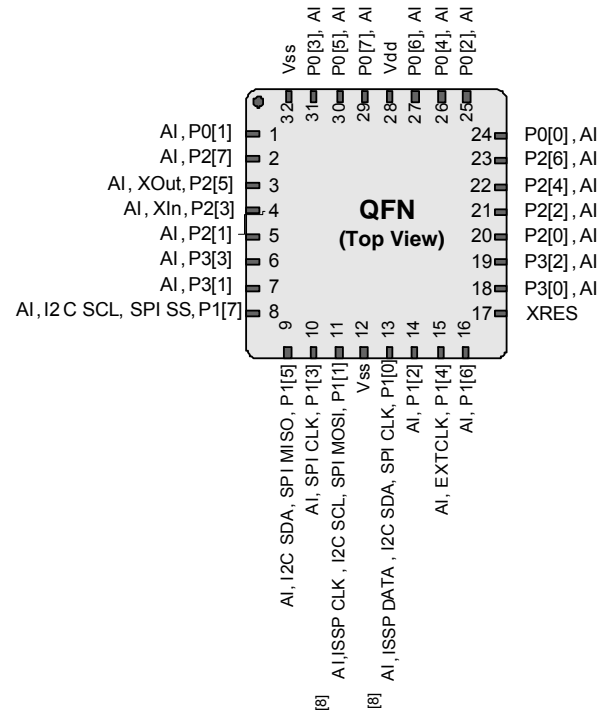 Vss
P0[3], AI
P0[5], AI
P0[7], AI
Vdd
P0[6], AI
P0[4], AI
P0[2], AI
32
31
30
29
28
27
26
25
AI, P0[1] 1
AI, P2[7] 2
AI, XOut, P2[5] 3
AI, XIn, P2[3] 4
AI, P2[1] 5
AI, P3[3] 6
AI, P3[1] 7
AI, I2C SCL, SPI SS, P1[7] 8
QFN
(Top View)
24 P0[0], AI
23 P2[6], AI
22 P2[4], AI
21 P2[2], AI
20 P2[0], AI
19 P3[2], AI
18 P3[0], AI
17 XRES
9
10
11
12
13
14
15
16
AI, I2C SDA, SPI MISO, P1[5]
AI, SPI CLK, P1[3]
[8] AI,ISSP CLK, I2C SCL, SPI MOSI, P1[1]
Vss
[8] AI,ISSP DATA, I2C SDA, SPI CLK, P1[0]
AI, P1[2]
AI, EXTCLK, P1[4]
AI, P1[6]